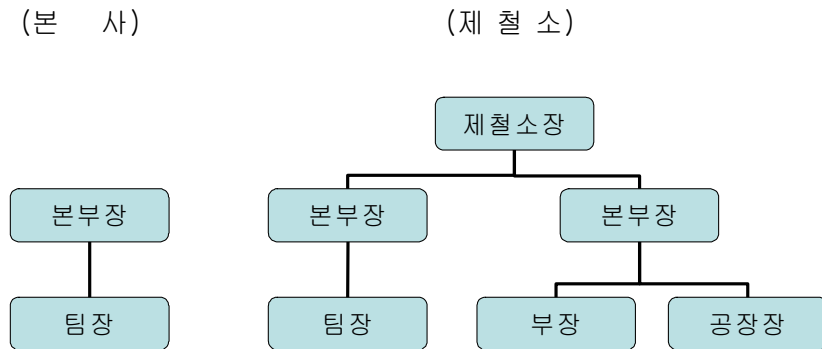 (본 사) (제 철 소)
제철소장
본부장 본부장 본부장
팀장 팀장 부장 공장장